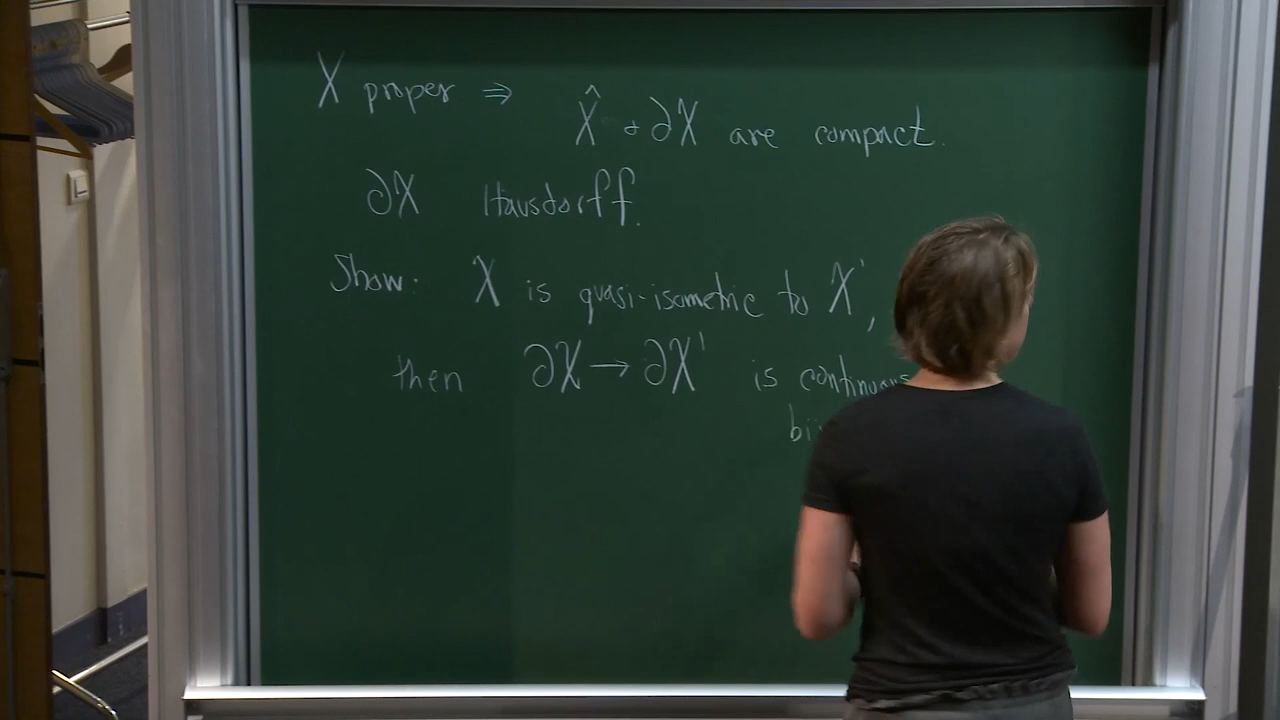 X proper ⇒ X̂ & ∂X are compact.
∂X Hausdorff.
Show: X is quasi-isometric to X',
then ∂X → ∂X' is continuous